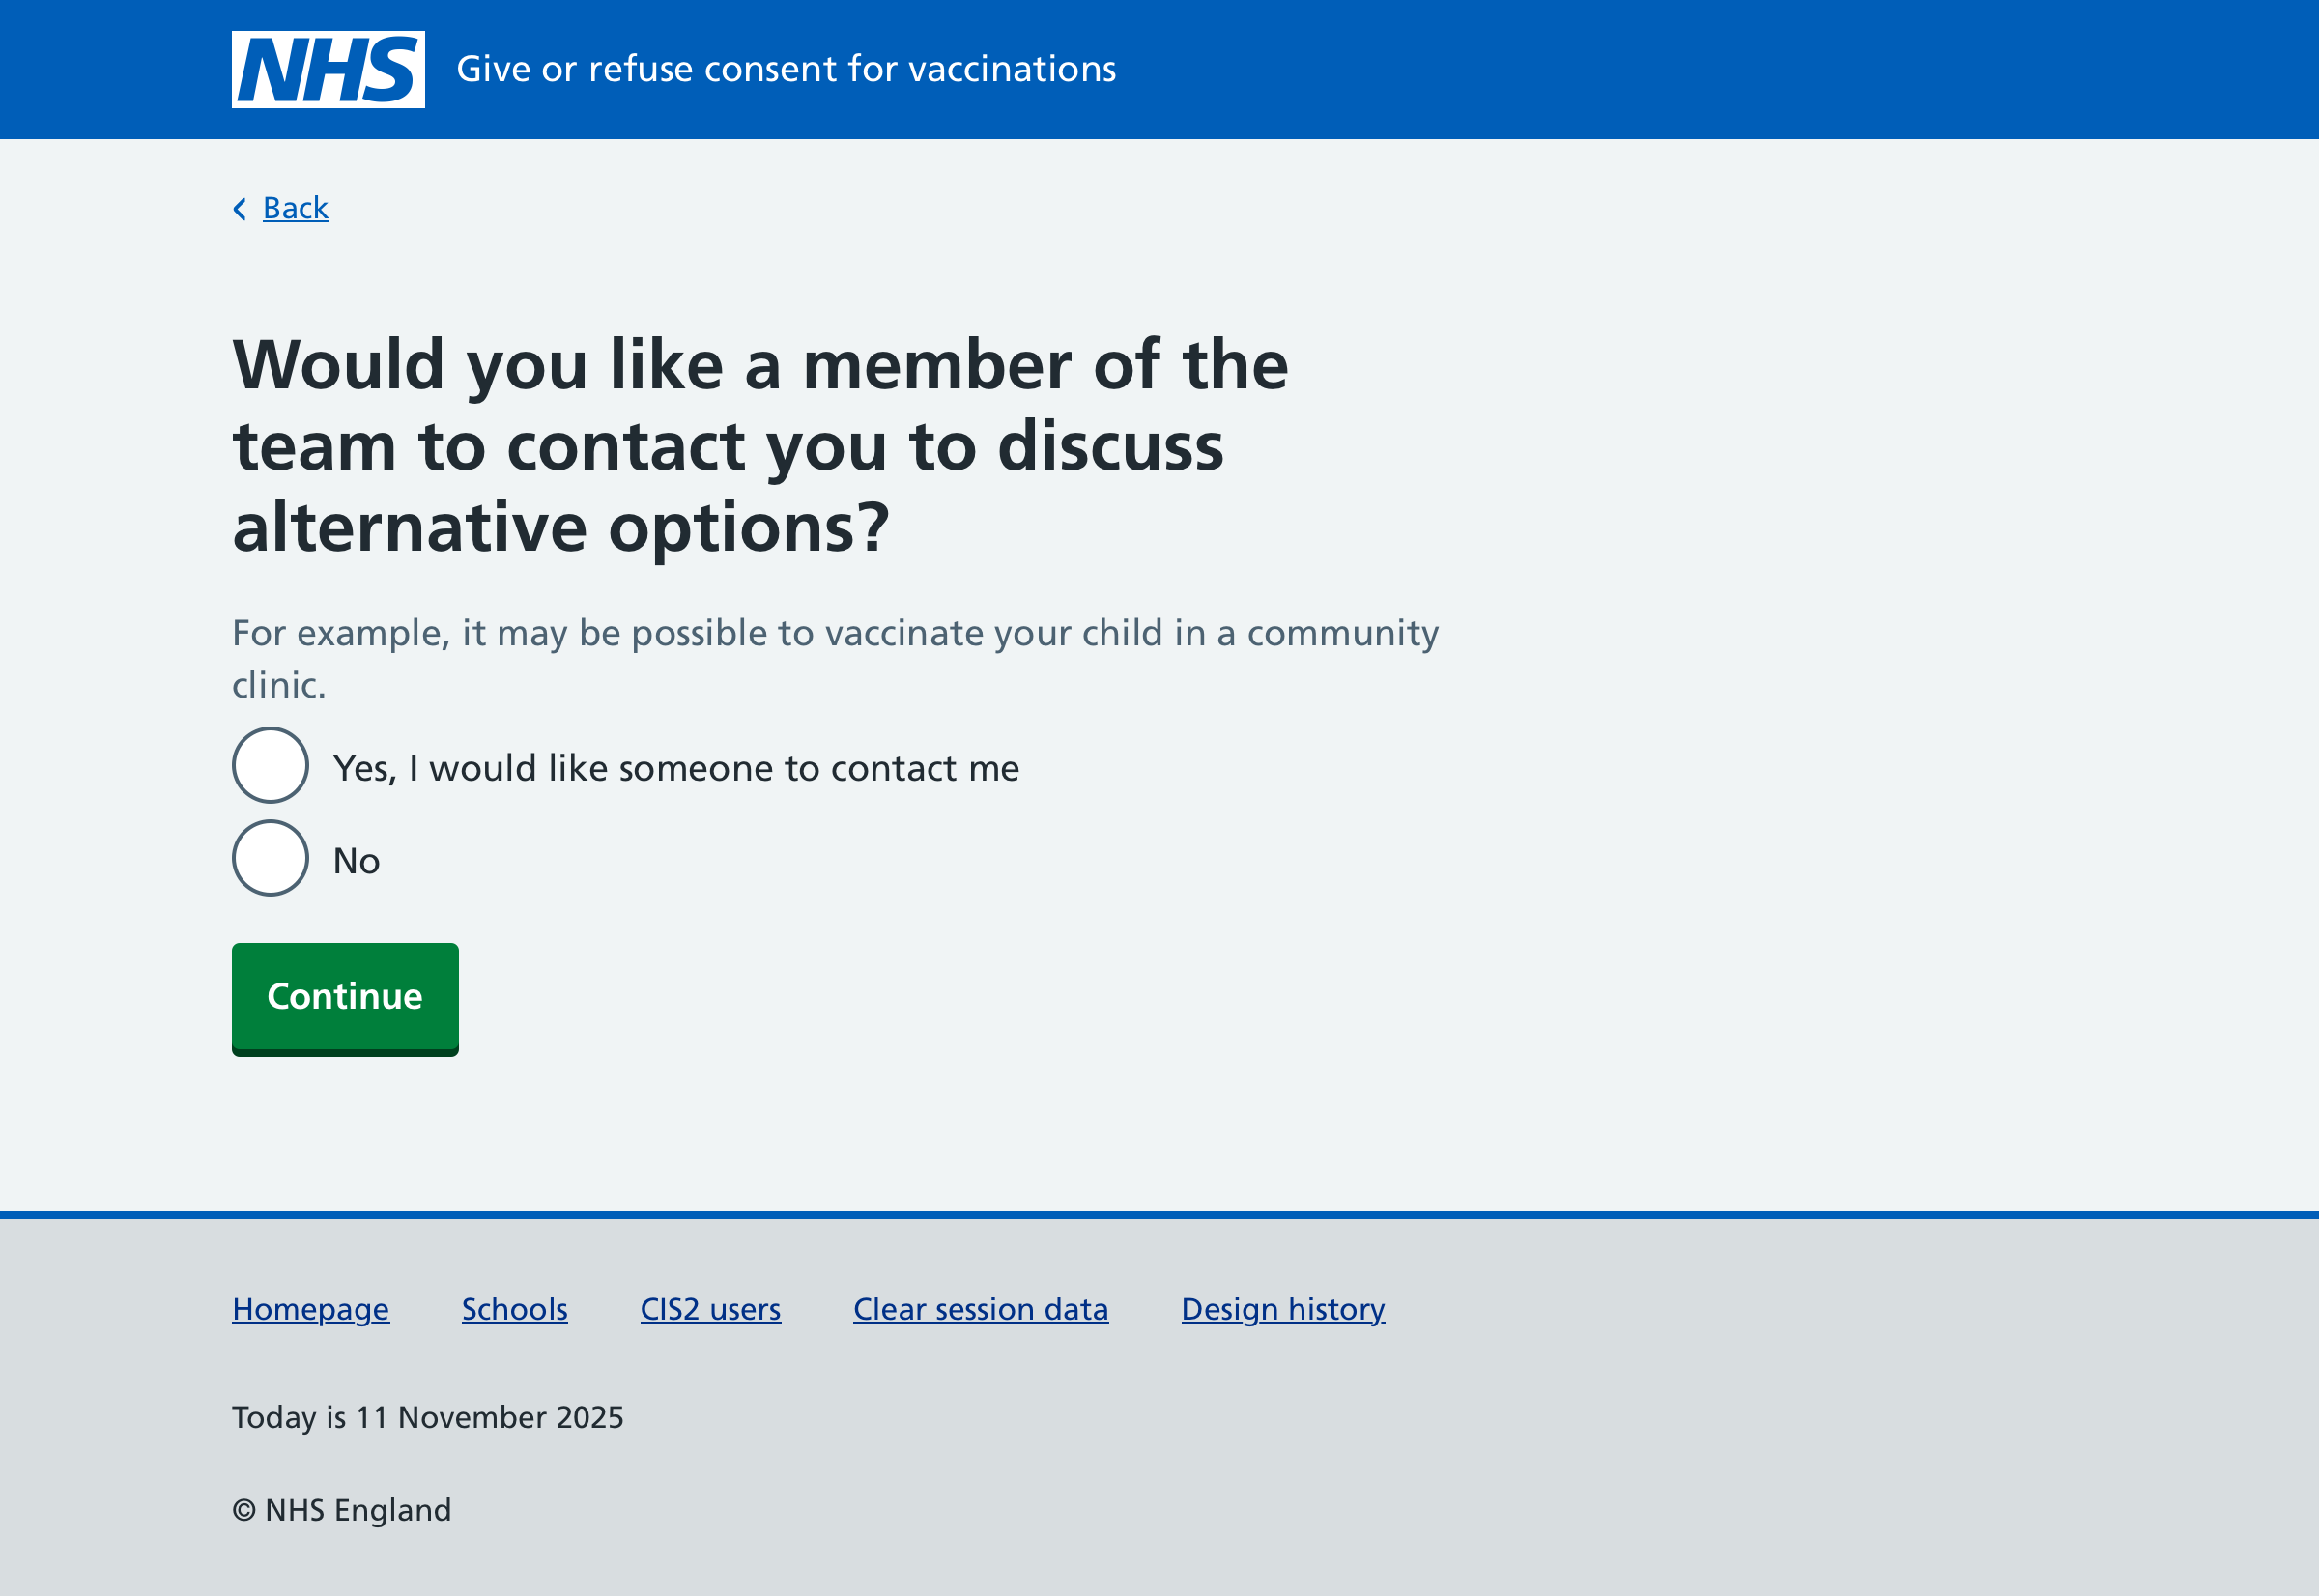 NHS
Give or refuse consent for vaccinations
Back
Would you like a member of the
team to contact you to discuss
alternative options?
For example, it may be possible to vaccinate your child in a community
clinic.
Yes, I would like someone to contact me
No
Continue
Homepage Schools CIS2 users Clear session data Design history
Today is 11 November 2025
© NHS England